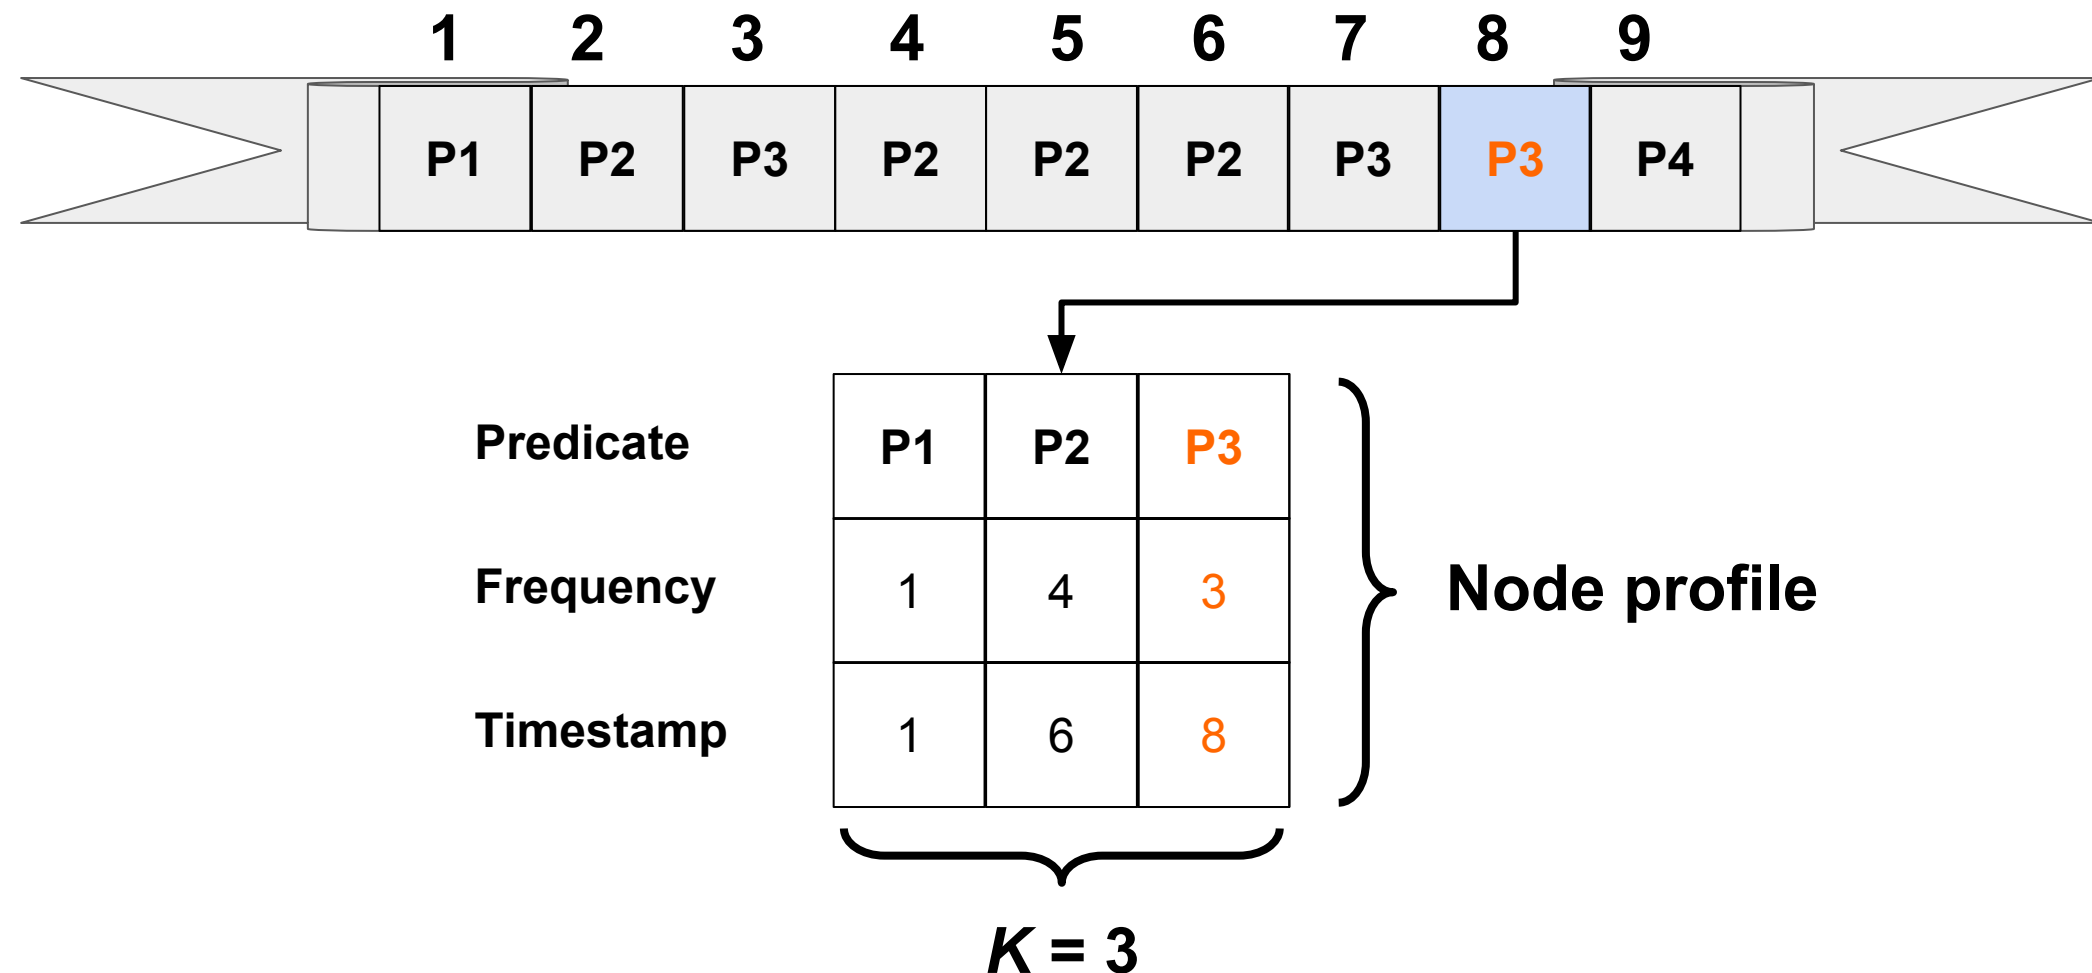 1 2 3 4 5 6 7 8 9
P1 P2 P3 P2 P2 P2 P3 P3 P4
Predicate P1 P2 P3
Frequency 1 4 3
Node profile
Timestamp 1 6 8
K = 3